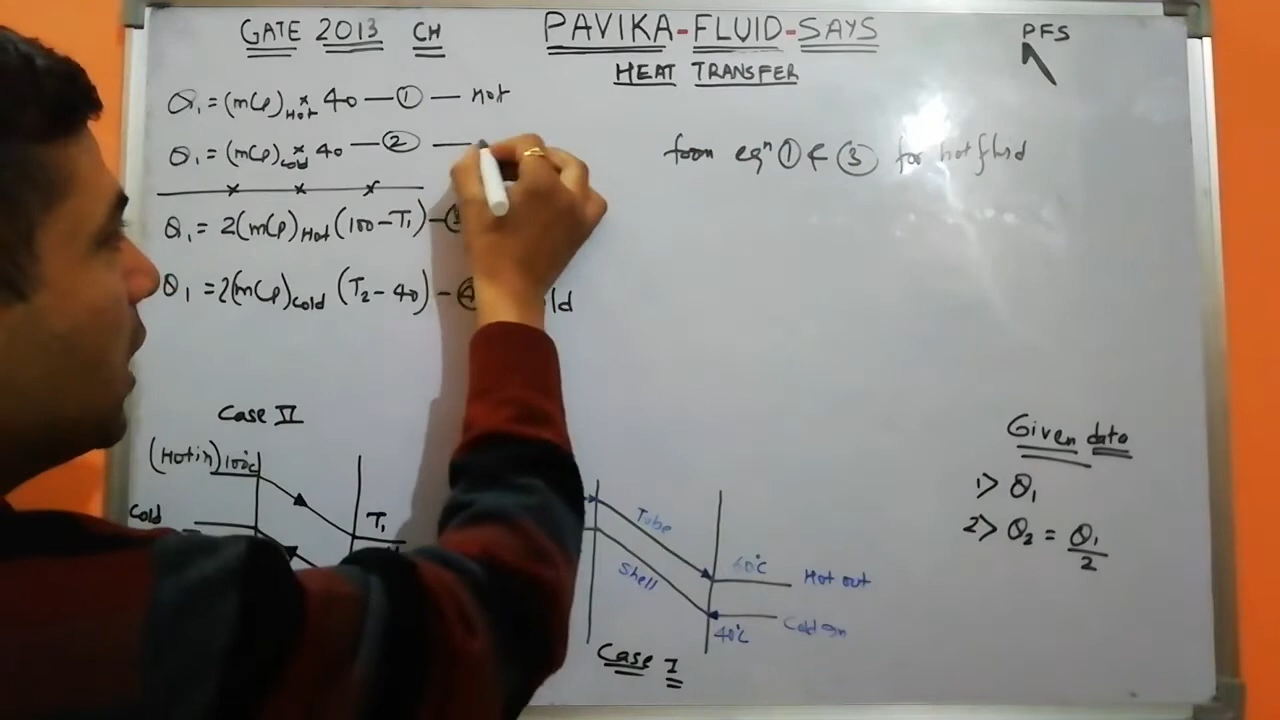 GATE 2013 CH
PAVIKA-FLUID-SAYS
PFS
HEAT TRANSFER
Q₁ = (mCp)Hot × 40 — ① — Hot
Q₁ = (mCp)Cold × 40 — ② —
Q₁ = 2(mCp)Hot (100 - T₁) - ③
Q₁ = 2(mCp)Cold (T₂ - 40) - ④ ld
from eqⁿ ① & ③ for hot fluid
Case II
(Hot in) 100°C
Cold
T₁
Tube
Shell
60°C
Hot out
Cold In
40°C
Case I
Given data
1> Q₁
2> Q₂ = Q₁/2